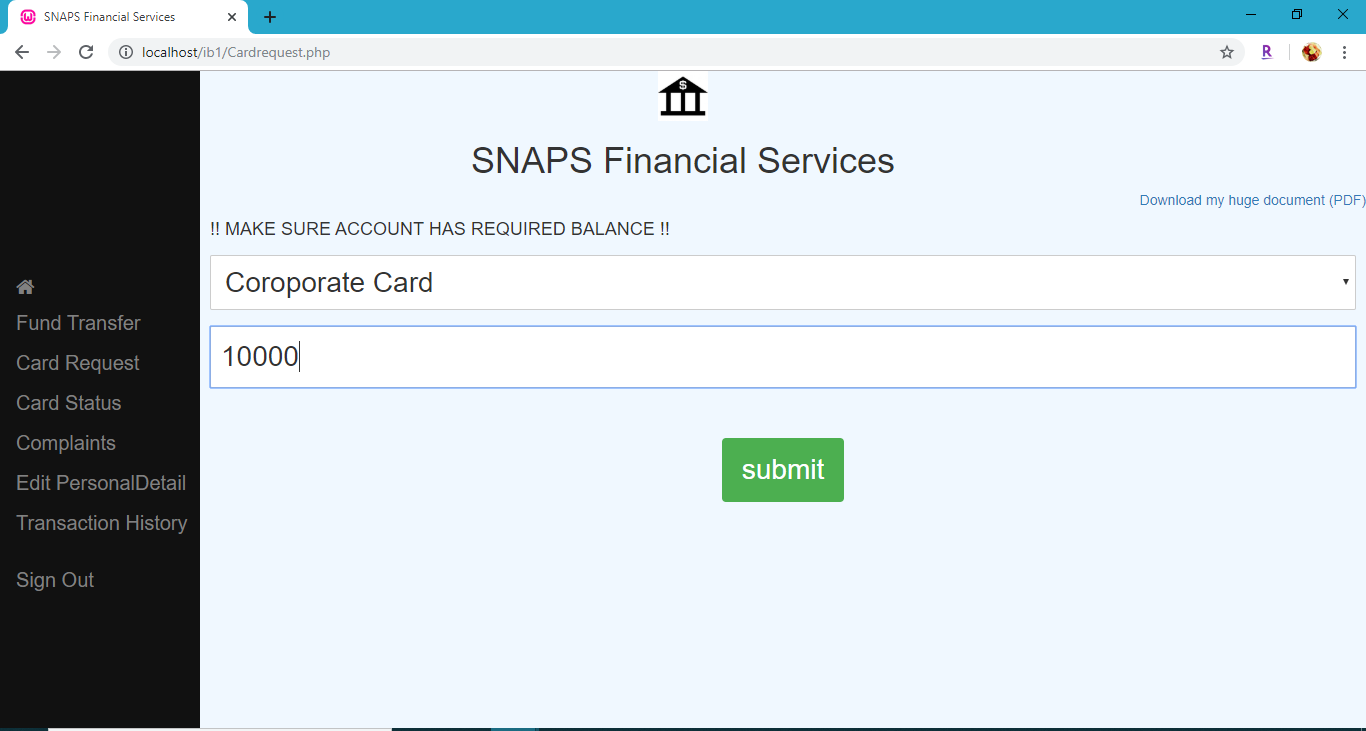 SNAPS Financial Services
localhost/ib1/Cardrequest.php
R
$
SNAPS Financial Services
Download my huge document (PDF)
!! MAKE SURE ACCOUNT HAS REQUIRED BALANCE !!
Coroporate Card
10000
submit
Fund Transfer
Card Request
Card Status
Complaints
Edit PersonalDetail
Transaction History
Sign Out